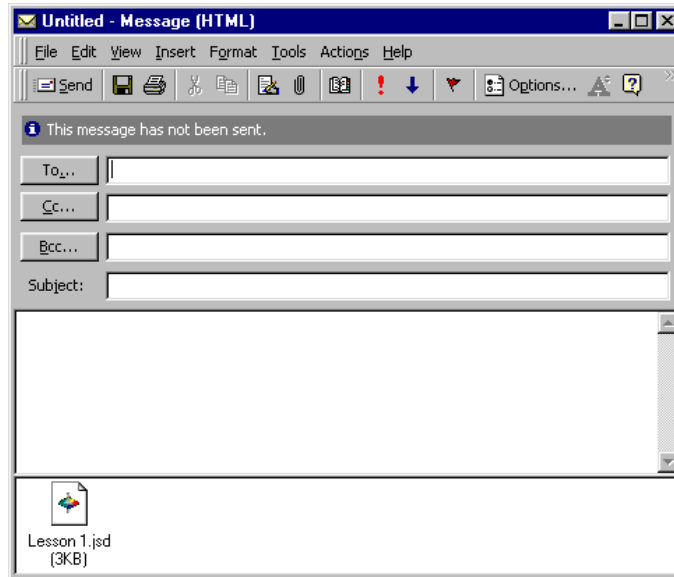 Untitled - Message (HTML)
File Edit View Insert Format Tools Actions Help
Send Options...
This message has not been sent.
To...
Cc...
Bcc...
Subject:
Lesson 1.jsd
(3KB)